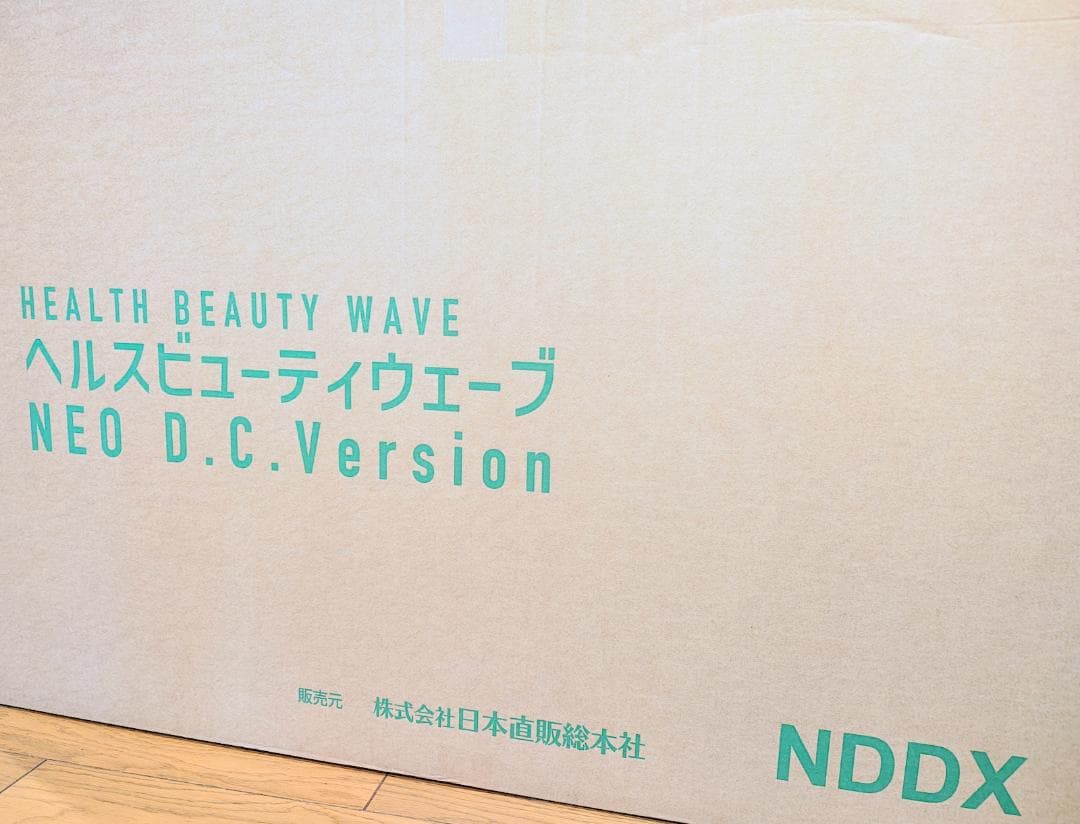 HEALTH BEAUTY WAVE
ヘルスビューティウェーブ
NEO D.C.Version
販売元 株式会社日本直販総本社
NDDX